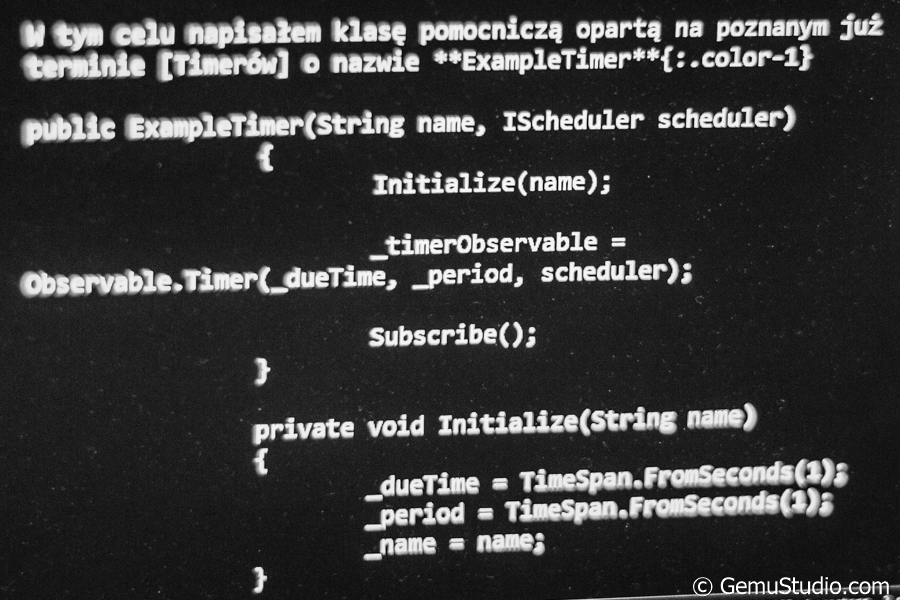 W tym celu napisałem klasę pomocniczą opartą na poznanym już
terminie [Timerów] o nazwie **ExampleTimer**{:.color-1}
public ExampleTimer(String name, IScheduler scheduler)
{
Initialize(name);
_timerObservable =
Observable.Timer(_dueTime, _period, scheduler);
Subscribe();
}
private void Initialize(String name)
{
_dueTime = TimeSpan.FromSeconds(1);
_period = TimeSpan.FromSeconds(1);
_name = name;
}
© GemuStudio.com